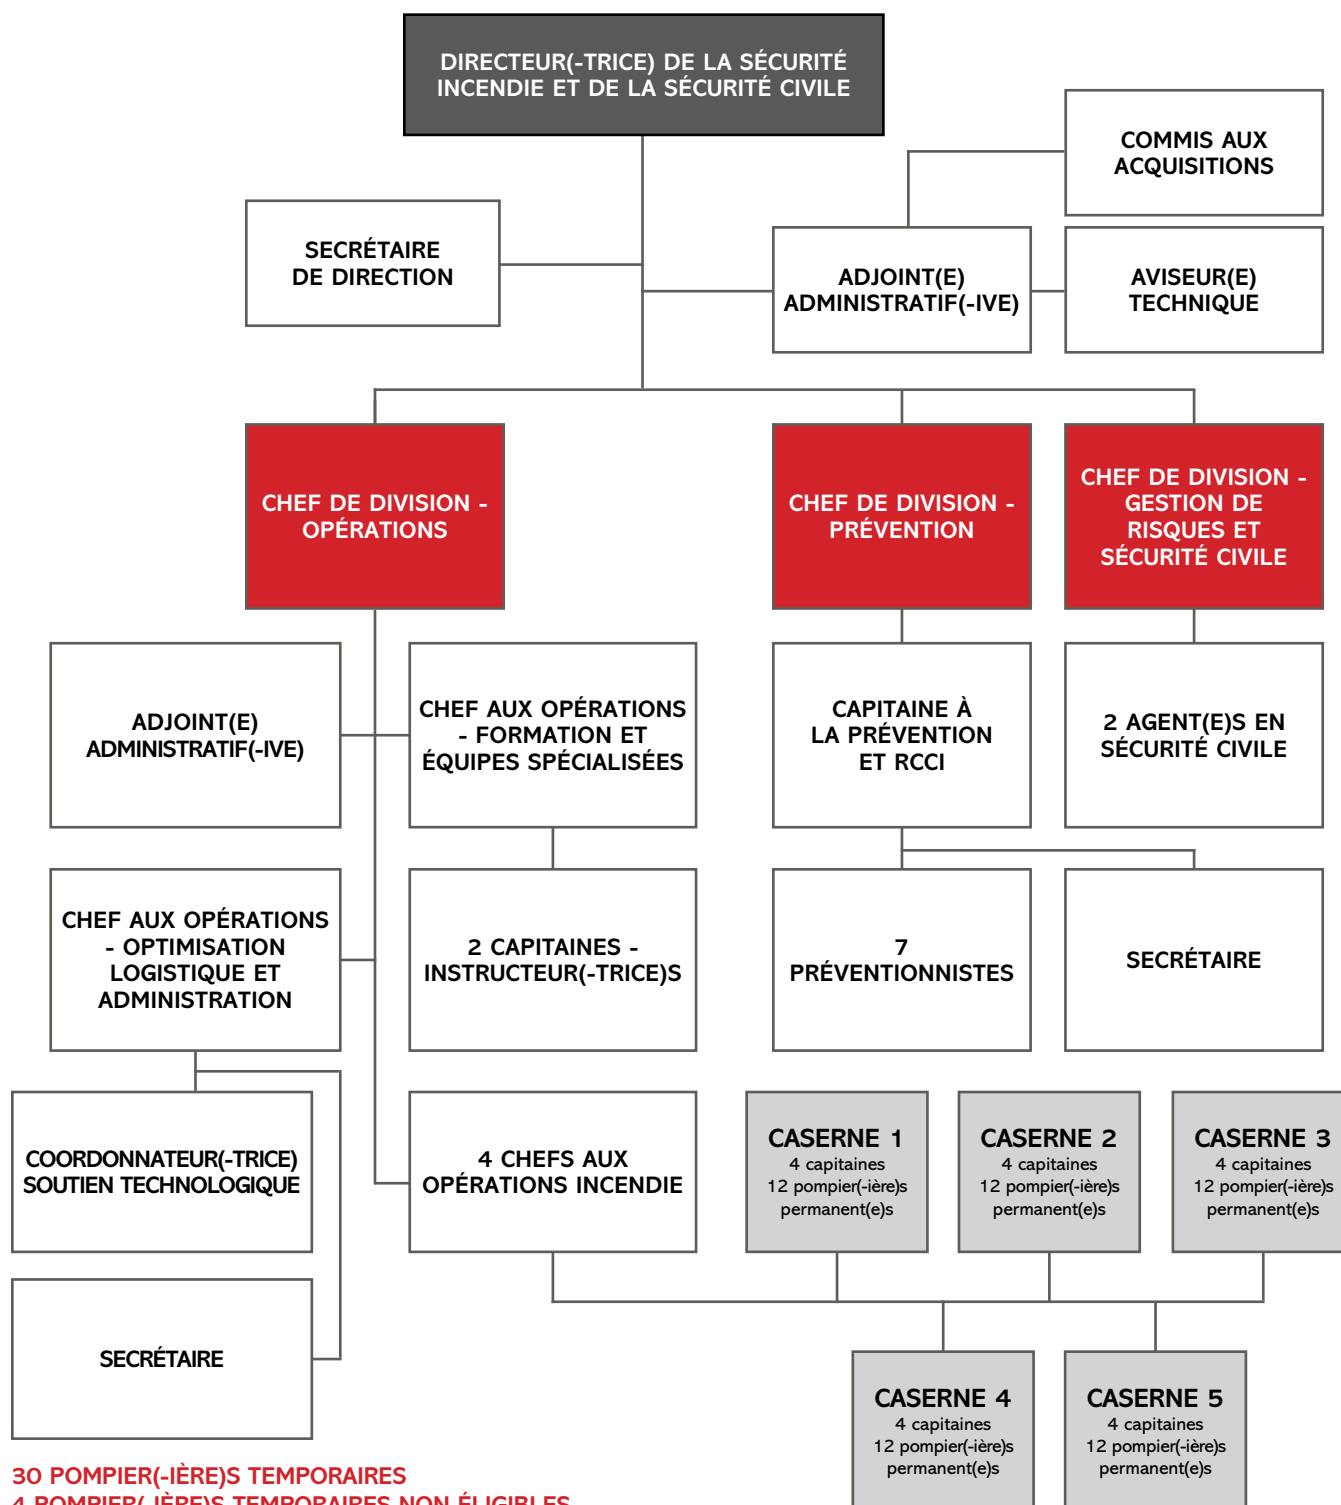 DIRECTEUR(-TRICE) DE LA SÉCURITÉ
INCENDIE ET DE LA SÉCURITÉ CIVILE
COMMIS AUX
ACQUISITIONS
SECRÉTAIRE
DE DIRECTION
ADJOINT(E)
ADMINISTRATIF(-IVE)
AVISEUR(E)
TECHNIQUE
CHEF DE DIVISION -
OPÉRATIONS
CHEF DE DIVISION -
PRÉVENTION
CHEF DE DIVISION -
GESTION DE
RISQUES ET
SÉCURITÉ CIVILE
ADJOINT(E)
ADMINISTRATIF(-IVE)
CHEF AUX OPÉRATIONS
- FORMATION ET
ÉQUIPES SPÉCIALISÉES
CAPITAINE À
LA PRÉVENTION
ET RCCI
2 AGENT(E)S EN
SÉCURITÉ CIVILE
CHEF AUX OPÉRATIONS
- OPTIMISATION
LOGISTIQUE ET
ADMINISTRATION
2 CAPITAINES -
INSTRUCTEUR(-TRICE)S
7
PRÉVENTIONNISTES
SECRÉTAIRE
COORDONNATEUR(-TRICE)
SOUTIEN TECHNOLOGIQUE
4 CHEFS AUX
OPÉRATIONS INCENDIE
CASERNE 1
4 capitaines
12 pompier(-ière)s
permanent(e)s
CASERNE 2
4 capitaines
12 pompier(-ière)s
permanent(e)s
CASERNE 3
4 capitaines
12 pompier(-ière)s
permanent(e)s
SECRÉTAIRE
CASERNE 4
4 capitaines
12 pompier(-ière)s
permanent(e)s
CASERNE 5
4 capitaines
12 pompier(-ière)s
permanent(e)s
30 POMPIER(-IÈRE)S TEMPORAIRES
4 POMPIER(-IÈRE)S TEMPORAIRES NON ÉLIGIBLES